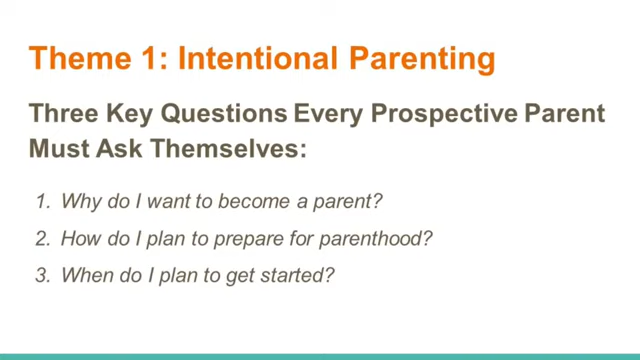 Theme 1: Intentional Parenting
Three Key Questions Every Prospective Parent
Must Ask Themselves:
1. Why do I want to become a parent?
2. How do I plan to prepare for parenthood?
3. When do I plan to get started?